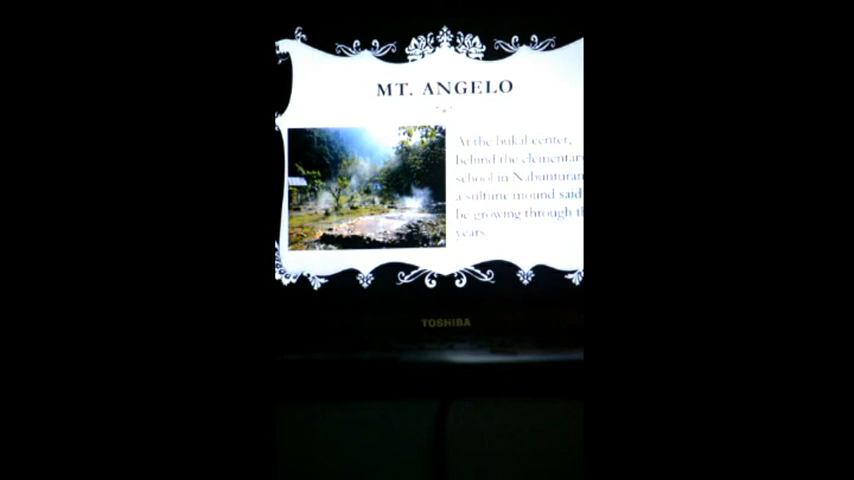 MT. ANGELO
At the bukal center,
behind the elementary
school in Nabunturan
a sulfuric mound said
be growing through th
years.
TOSHIBA